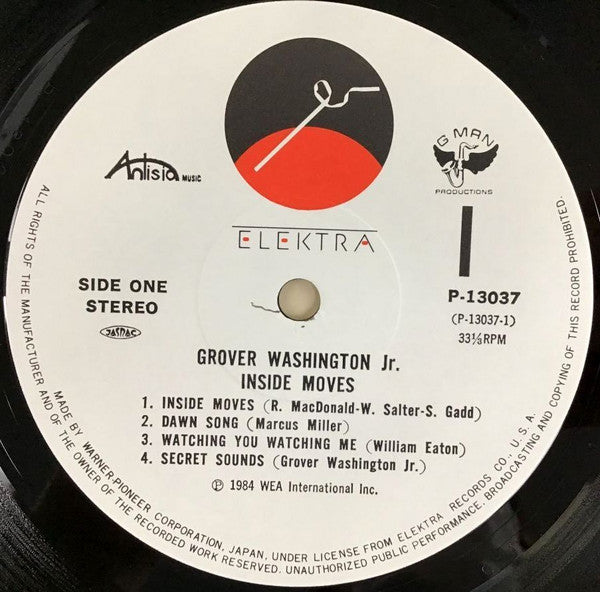 Antisia MUSIC
ELEKTRA
G MAN
PRODUCTIONS
SIDE ONE
STEREO
JASRAC
P-13037
(P-13037-1)
33⅓RPM
GROVER WASHINGTON Jr.
INSIDE MOVES
1. INSIDE MOVES (R. MacDonald-W. Salter-S. Gadd)
2. DAWN SONG (Marcus Miller)
3. WATCHING YOU WATCHING ME (William Eaton)
4. SECRET SOUNDS (Grover Washington Jr.)
Ⓟ 1984 WEA International Inc.
MADE BY WARNER-PIONEER CORPORATION, JAPAN, UNDER LICENSE FROM ELEKTRA RECORDS CO., U.S.A.
ALL RIGHTS OF THE MANUFACTURER AND OF THE OWNER OF THE RECORDED WORK RESERVED. UNAUTHORIZED PUBLIC PERFORMANCE, BROADCASTING AND COPYING OF THIS RECORD PROHIBITED.